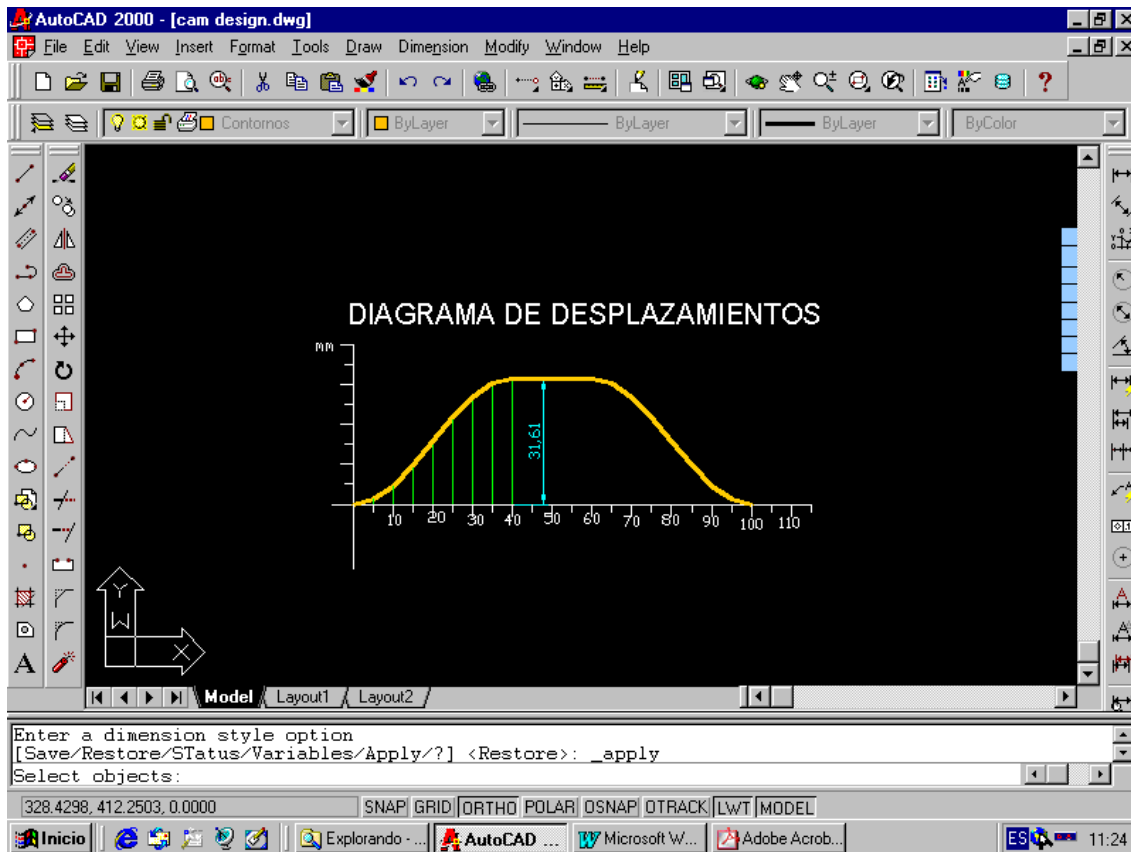 AutoCAD 2000 - [cam design.dwg]
File Edit View Insert Format Tools Draw Dimension Modify Window Help
Contornos ByLayer ByLayer ByLayer ByColor
DIAGRAMA DE DESPLAZAMIENTOS
mm
31,61
10 20 30 40 50 60 70 80 90 100 110
Y
W
X
Model Layout1 Layout2
Enter a dimension style option
[Save/Restore/STatus/Variables/Apply/?] <Restore>: _apply
Select objects:
328.4298, 412.2503, 0.0000 SNAP GRID ORTHO POLAR OSNAP OTRACK LWT MODEL
Inicio Explorando - ... AutoCAD ... Microsoft W... Adobe Acrob... ES 11:24